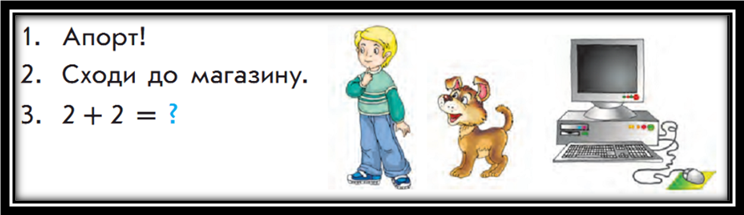 1. Апорт!
2. Сходи до магазину.
3. 2 + 2 = ?